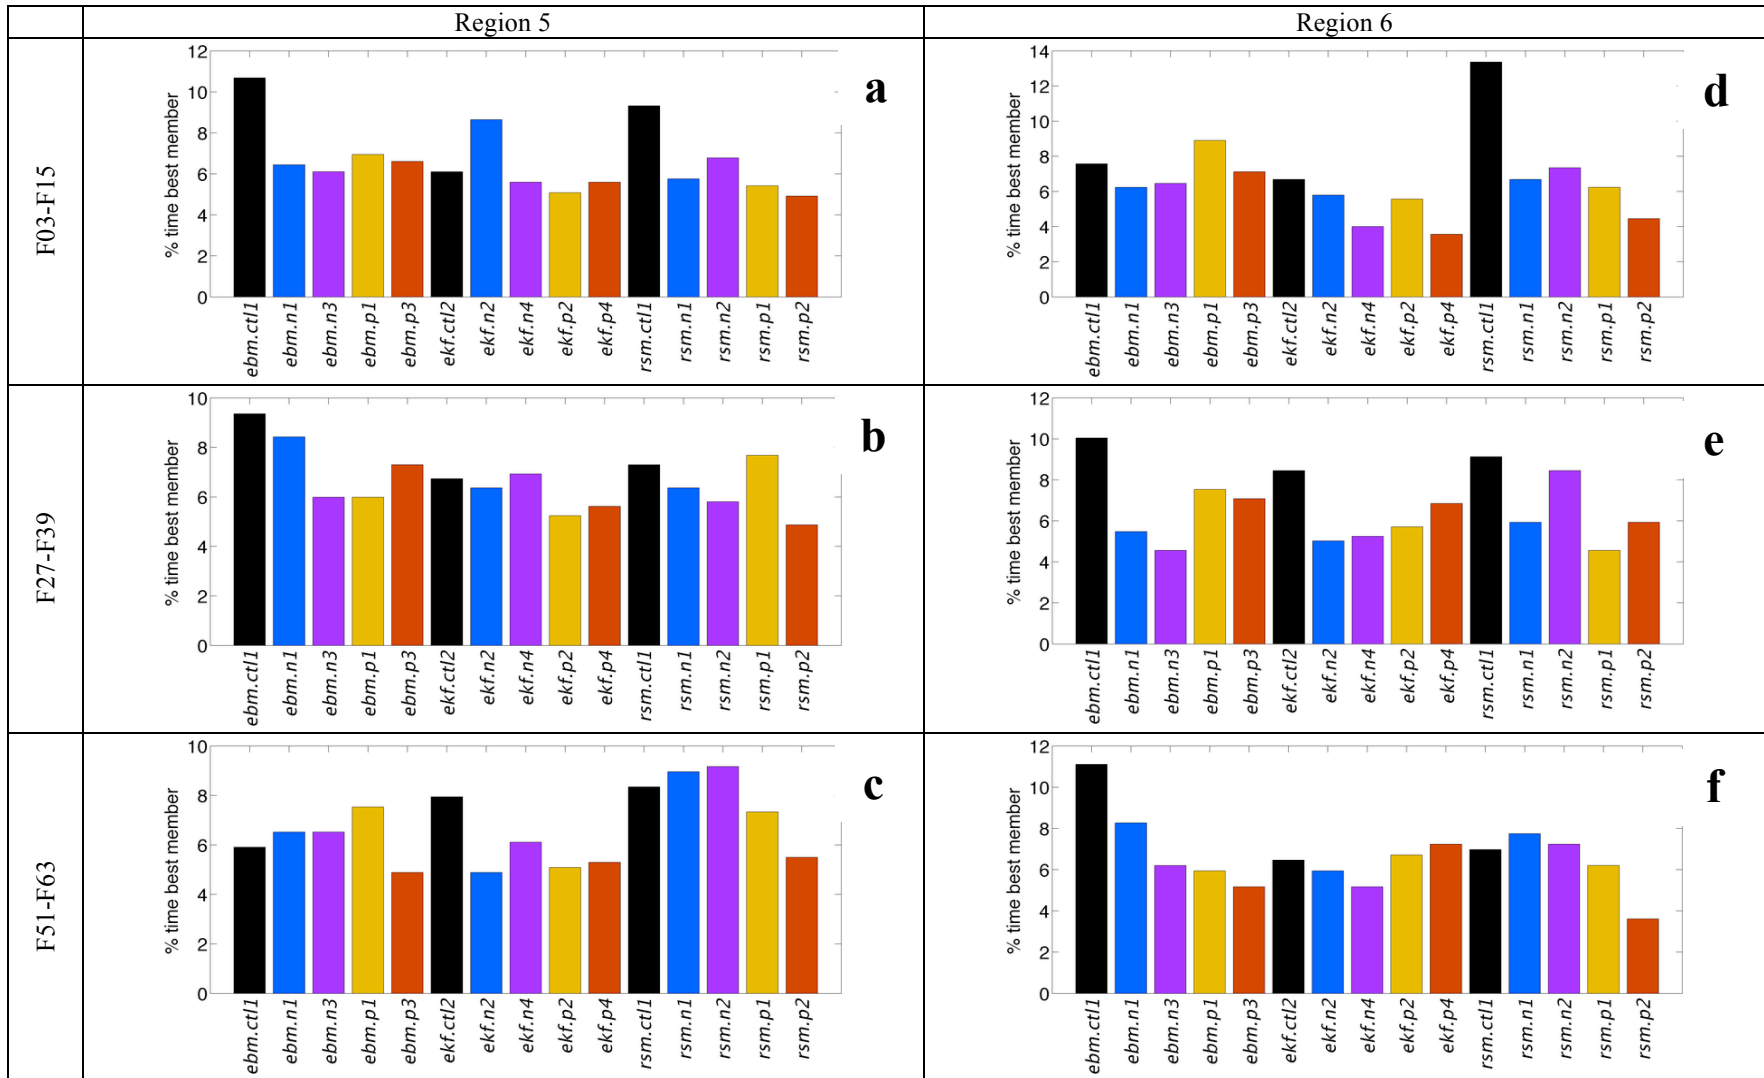 Region 5
Region 6
F03-F15
% time best member
12
10
8
6
4
2
0
ebm.ctl1
ebm.n1
ebm.n3
ebm.p1
ebm.p3
ekf.ctl2
ekf.n2
ekf.n4
ekf.p2
ekf.p4
rsm.ctl1
rsm.n1
rsm.n2
rsm.p1
rsm.p2
a
% time best member
14
12
10
8
6
4
2
0
ebm.ctl1
ebm.n1
ebm.n3
ebm.p1
ebm.p3
ekf.ctl2
ekf.n2
ekf.n4
ekf.p2
ekf.p4
rsm.ctl1
rsm.n1
rsm.n2
rsm.p1
rsm.p2
d
F27-F39
% time best member
10
8
6
4
2
0
ebm.ctl1
ebm.n1
ebm.n3
ebm.p1
ebm.p3
ekf.ctl2
ekf.n2
ekf.n4
ekf.p2
ekf.p4
rsm.ctl1
rsm.n1
rsm.n2
rsm.p1
rsm.p2
b
% time best member
12
10
8
6
4
2
0
ebm.ctl1
ebm.n1
ebm.n3
ebm.p1
ebm.p3
ekf.ctl2
ekf.n2
ekf.n4
ekf.p2
ekf.p4
rsm.ctl1
rsm.n1
rsm.n2
rsm.p1
rsm.p2
e
F51-F63
% time best member
10
8
6
4
2
0
ebm.ctl1
ebm.n1
ebm.n3
ebm.p1
ebm.p3
ekf.ctl2
ekf.n2
ekf.n4
ekf.p2
ekf.p4
rsm.ctl1
rsm.n1
rsm.n2
rsm.p1
rsm.p2
c
% time best member
12
10
8
6
4
2
0
ebm.ctl1
ebm.n1
ebm.n3
ebm.p1
ebm.p3
ekf.ctl2
ekf.n2
ekf.n4
ekf.p2
ekf.p4
rsm.ctl1
rsm.n1
rsm.n2
rsm.p1
rsm.p2
f